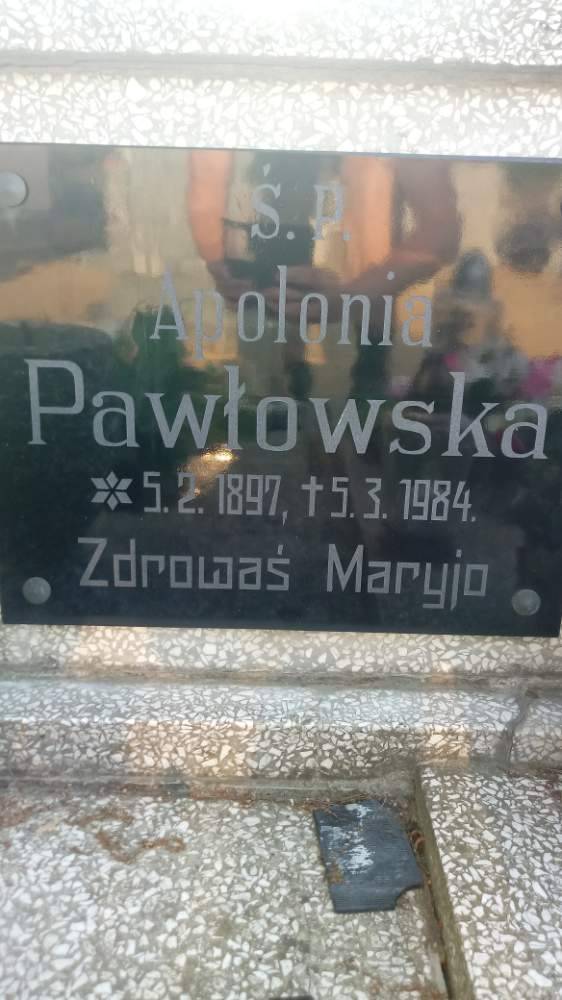 Ś. P.
Apolonia
Pawłowska
✲ 5. 2. 1897, † 5. 3. 1984.
Zdrowaś Maryjo